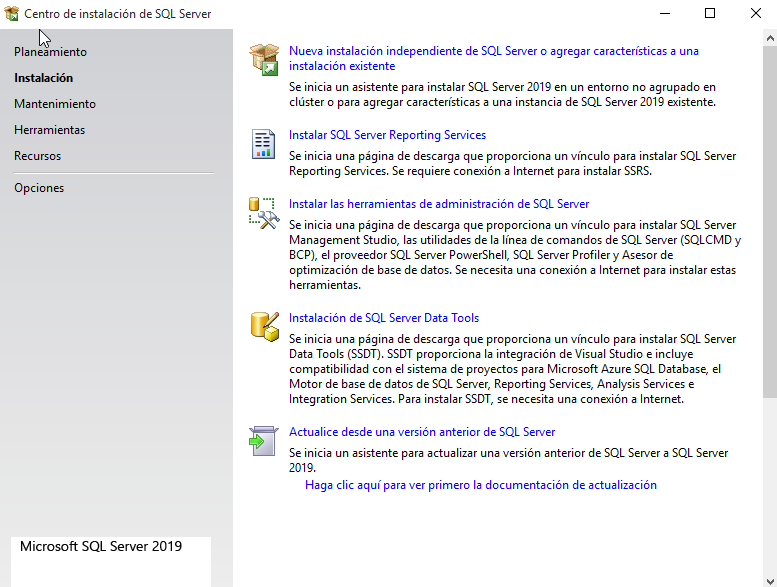 Centro de instalación de SQL Server
Planeamiento
Instalación
Mantenimiento
Herramientas
Recursos
Opciones
Microsoft SQL Server 2019
Nueva instalación independiente de SQL Server o agregar características a una
instalación existente
Se inicia un asistente para instalar SQL Server 2019 en un entorno no agrupado en
clúster o para agregar características a una instancia de SQL Server 2019 existente.
Instalar SQL Server Reporting Services
Se inicia una página de descarga que proporciona un vínculo para instalar SQL Server
Reporting Services. Se requiere conexión a Internet para instalar SSRS.
Instalar las herramientas de administración de SQL Server
Se inicia una página de descarga que proporciona un vínculo para instalar SQL Server
Management Studio, las utilidades de la línea de comandos de SQL Server (SQLCMD y
BCP), el proveedor SQL Server PowerShell, SQL Server Profiler y Asesor de
optimización de base de datos. Se necesita una conexión a Internet para instalar estas
herramientas.
Instalación de SQL Server Data Tools
Se inicia una página de descarga que proporciona un vínculo para instalar SQL Server
Data Tools (SSDT). SSDT proporciona la integración de Visual Studio e incluye
compatibilidad con el sistema de proyectos para Microsoft Azure SQL Database, el
Motor de base de datos de SQL Server, Reporting Services, Analysis Services e
Integration Services. Para instalar SSDT, se necesita una conexión a Internet.
Actualice desde una versión anterior de SQL Server
Se inicia un asistente para actualizar una versión anterior de SQL Server a SQL Server
2019.
Haga clic aquí para ver primero la documentación de actualización